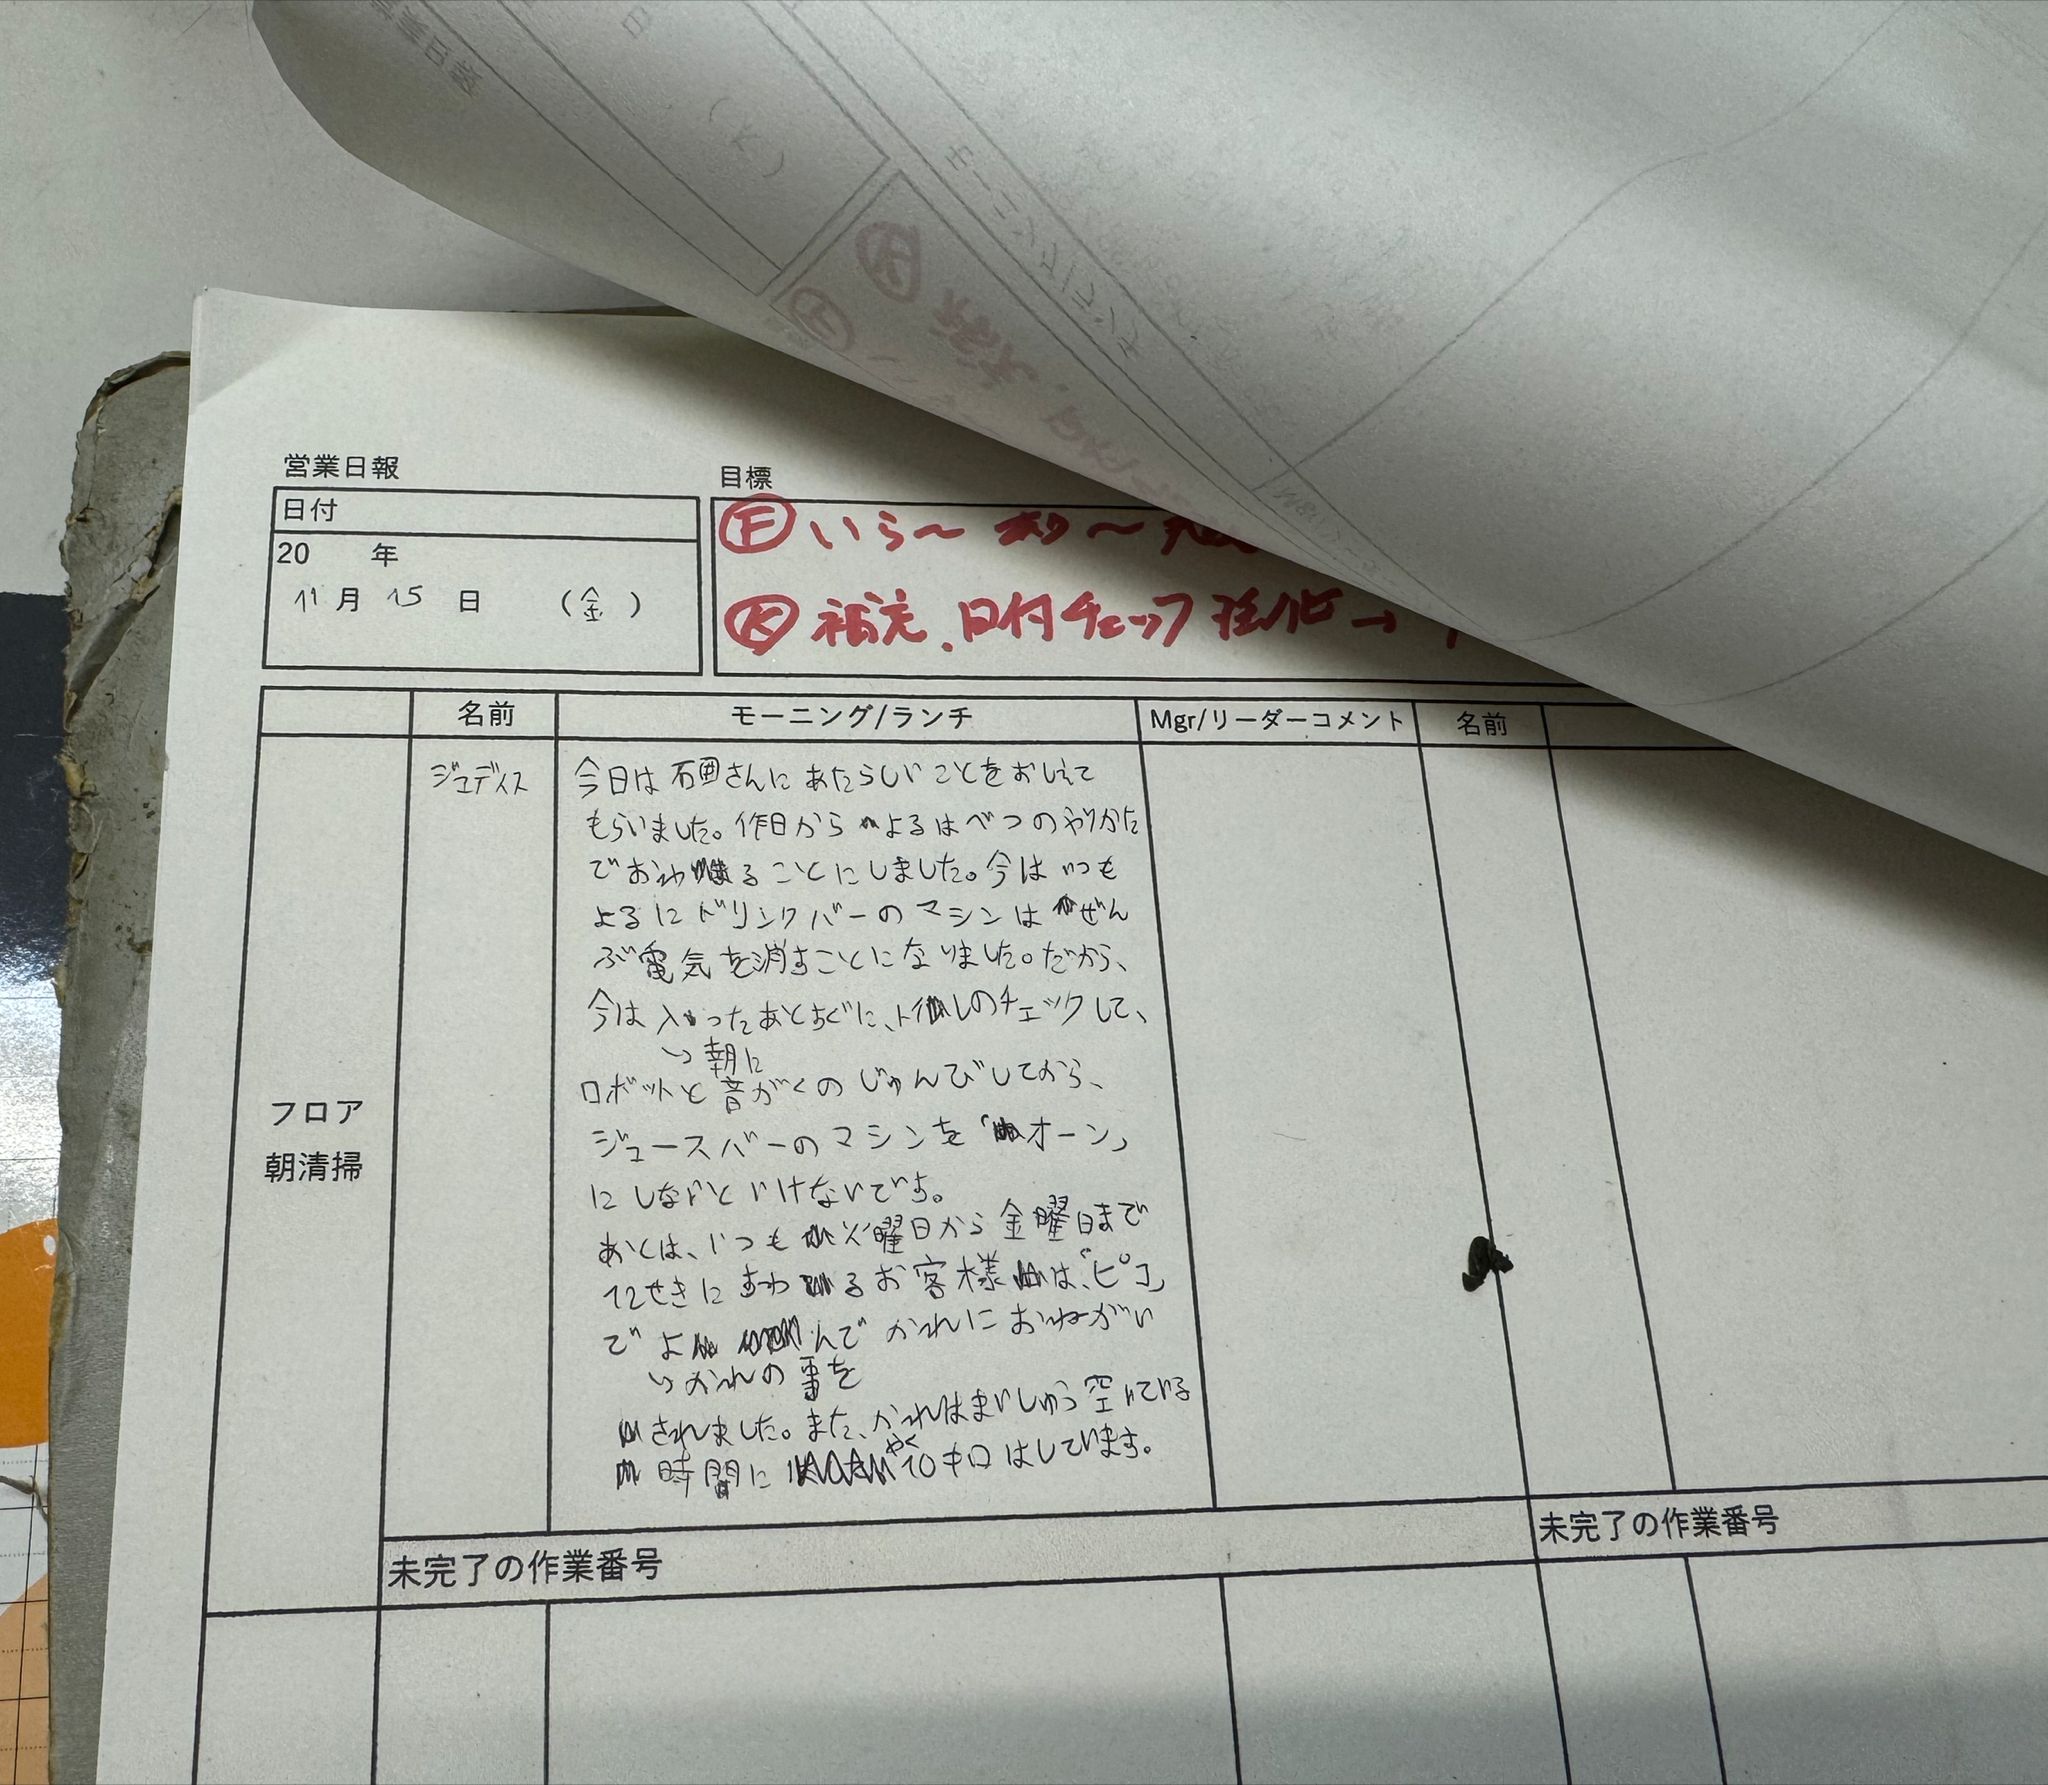 営業日報
日付
20 年
11月 15日 (金)
目標
Ⓕ いら〜
Ⓚ 補充、日付チェック 強化→
名前
モーニング/ランチ
Mgr/リーダーコメント
名前
フロア
朝清掃
ジュディス
今日は石囲さんにあたらしいことをおしえて
もらいました。作日から よるはべつのやりかた
でおわることにしました。今はいつも
よるにドリンクバーのマシンはぜん
ぶ電気を消すことになりました。だから、
今は入ったあとすぐに、トイレのチェックして、
朝に
ロボットと音がくのじゅんびしてから、
ジュースバーのマシンを「オーン」
にしないといけないです。
あとは、いつも火曜日から金曜日まで
12せきにすわるお客様は、「ピコ」
でよんでかれにおねがい
かれの事を
されました。また、かれはまいしゅう空いている
時間にやく10キロはしています。
未完了の作業番号
未完了の作業番号